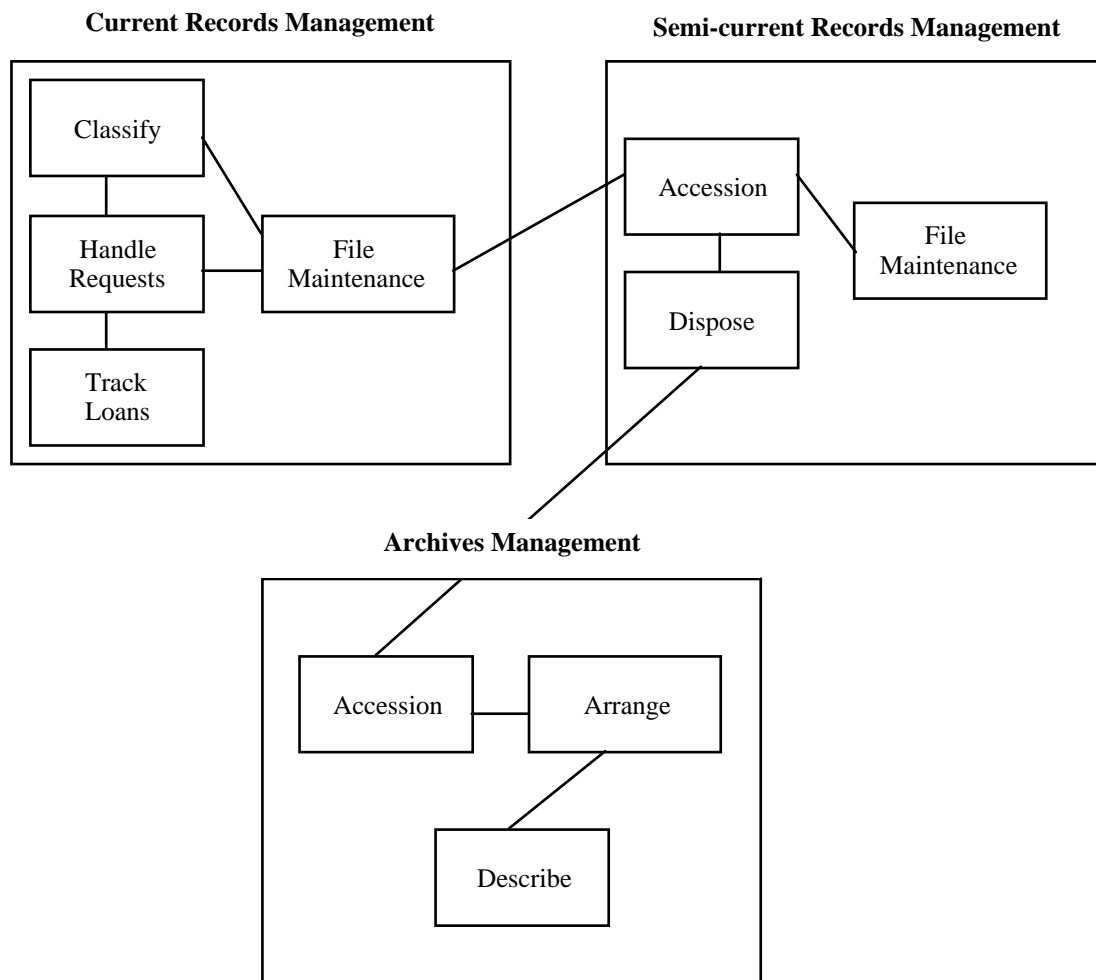 Current Records Management
Classify
Handle
Requests
Track
Loans
File
Maintenance
Semi-current Records Management
Accession
Dispose
File
Maintenance
Archives Management
Accession
Arrange
Describe